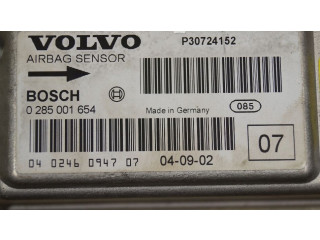 VOLVO P30724152
AIRBAG SENSOR
BOSCH
0 285 001 654 Made in Germany 085
04 0246 0947 07 04-09-02 07